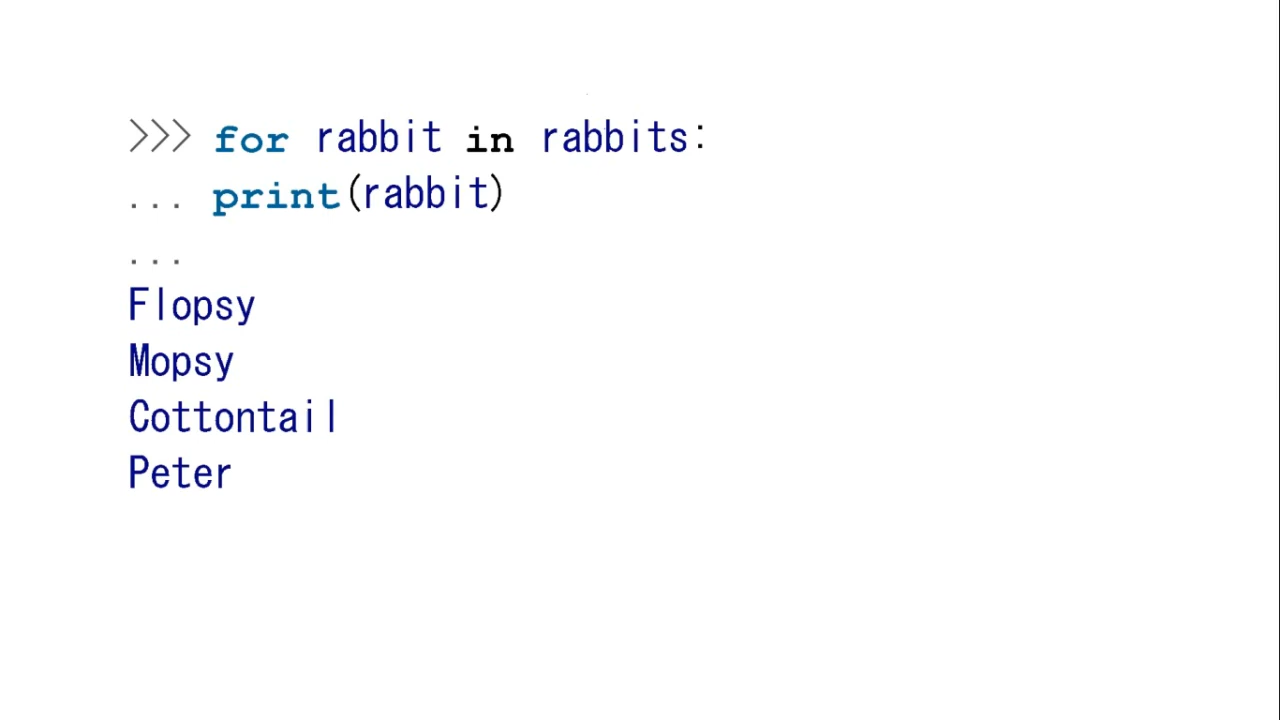 >>> for rabbit in rabbits:
... print(rabbit)
...
Flopsy
Mopsy
Cottontail
Peter